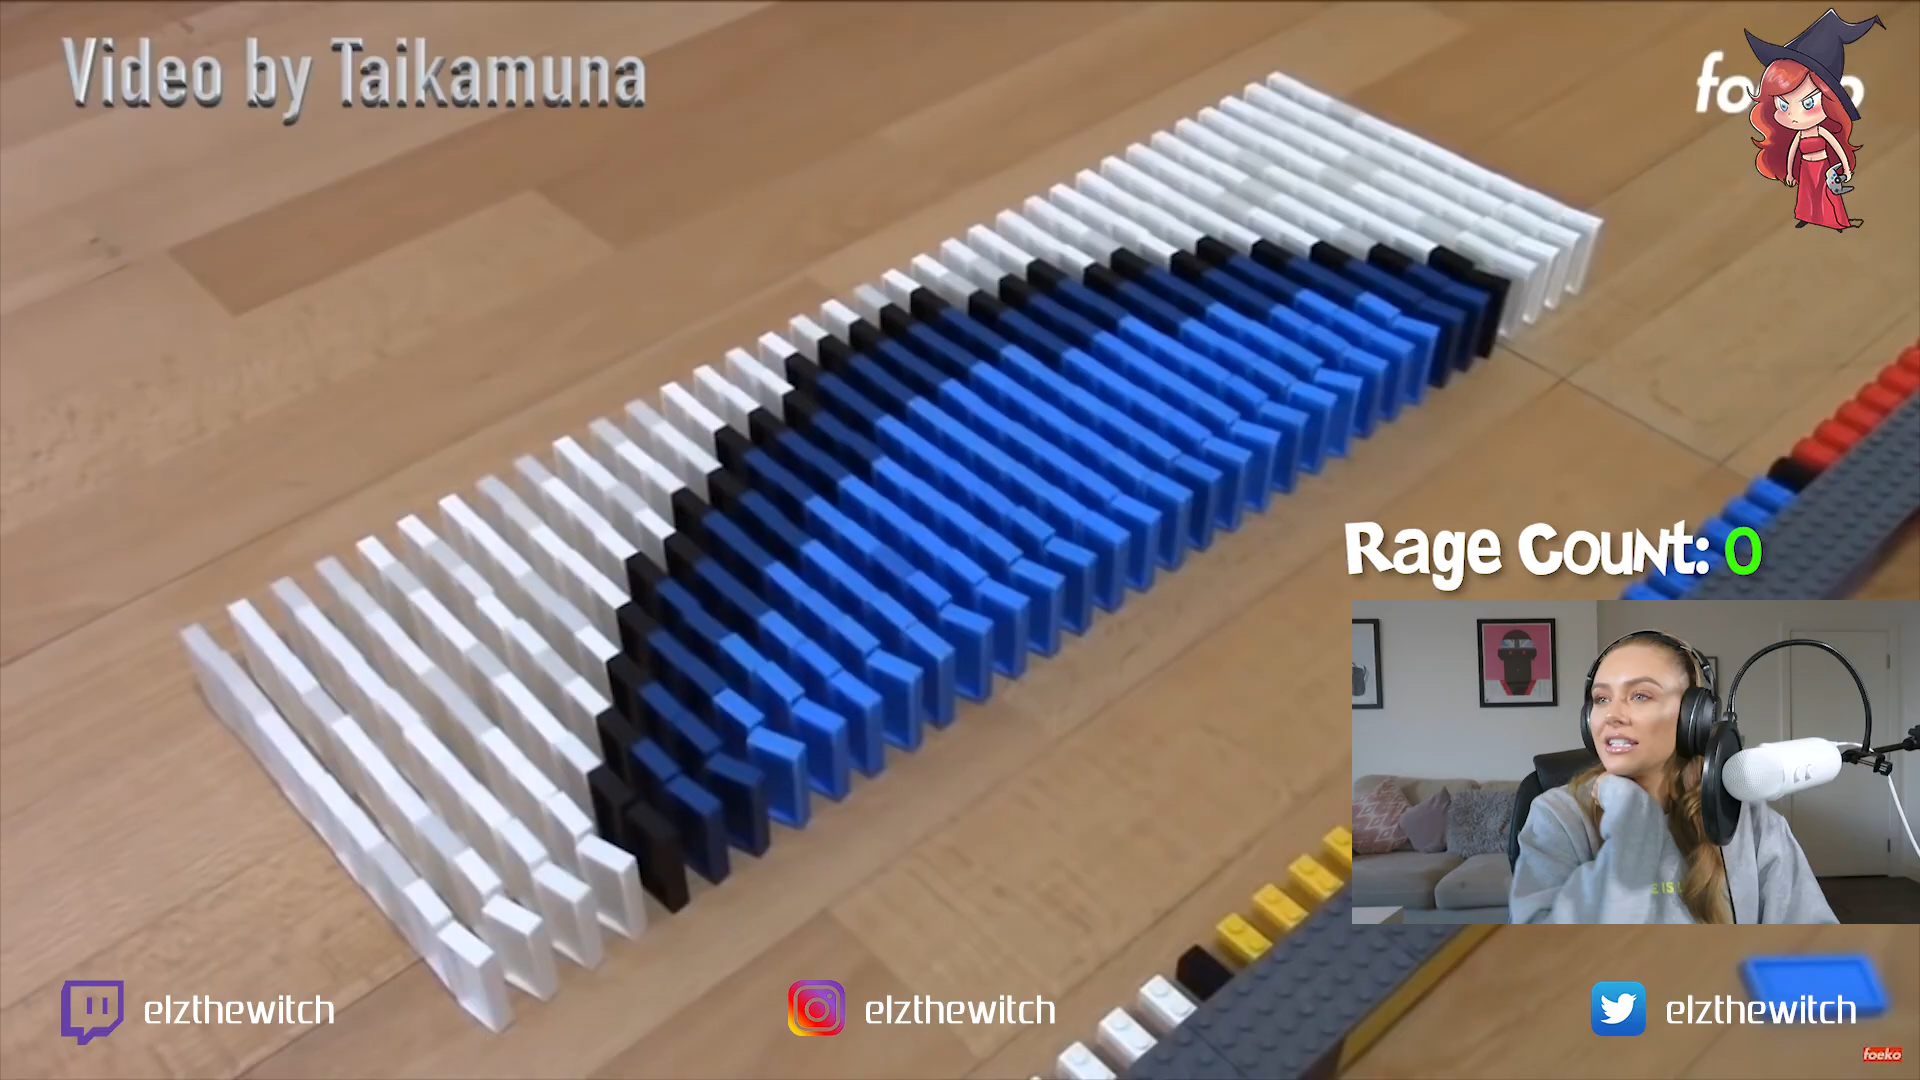 Video by Taikamuna
Rage Count: 0
elzthewitch
elzthewitch
elzthewitch
foeko